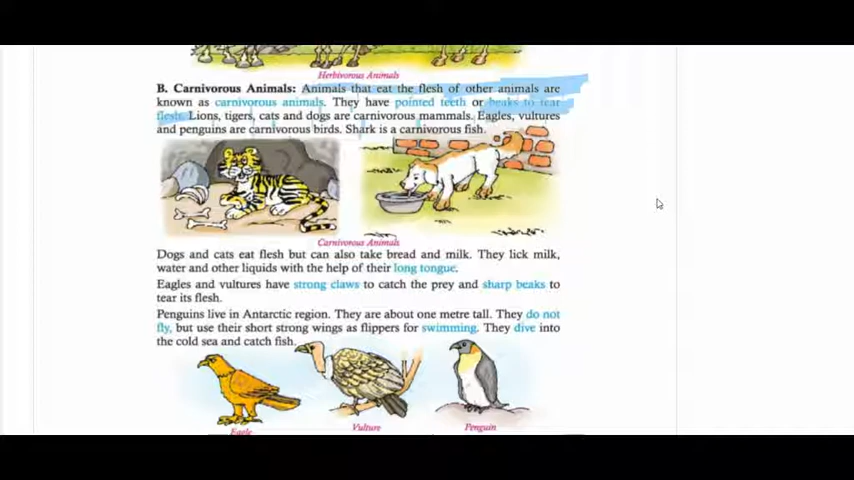 Herbivorous Animals
B. Carnivorous Animals: Animals that eat the flesh of other animals are
known as carnivorous animals. They have pointed teeth or beaks to tear
flesh. Lions, tigers, cats and dogs are carnivorous mammals. Eagles, vultures
and penguins are carnivorous birds. Shark is a carnivorous fish.
Carnivorous Animals
Dogs and cats eat flesh but can also take bread and milk. They lick milk,
water and other liquids with the help of their long tongue.
Eagles and vultures have strong claws to catch the prey and sharp beaks to
tear its flesh.
Penguins live in Antarctic region. They are about one metre tall. They do not
fly, but use their short strong wings as flippers for swimming. They dive into
the cold sea and catch fish.
Eagle Vulture Penguin